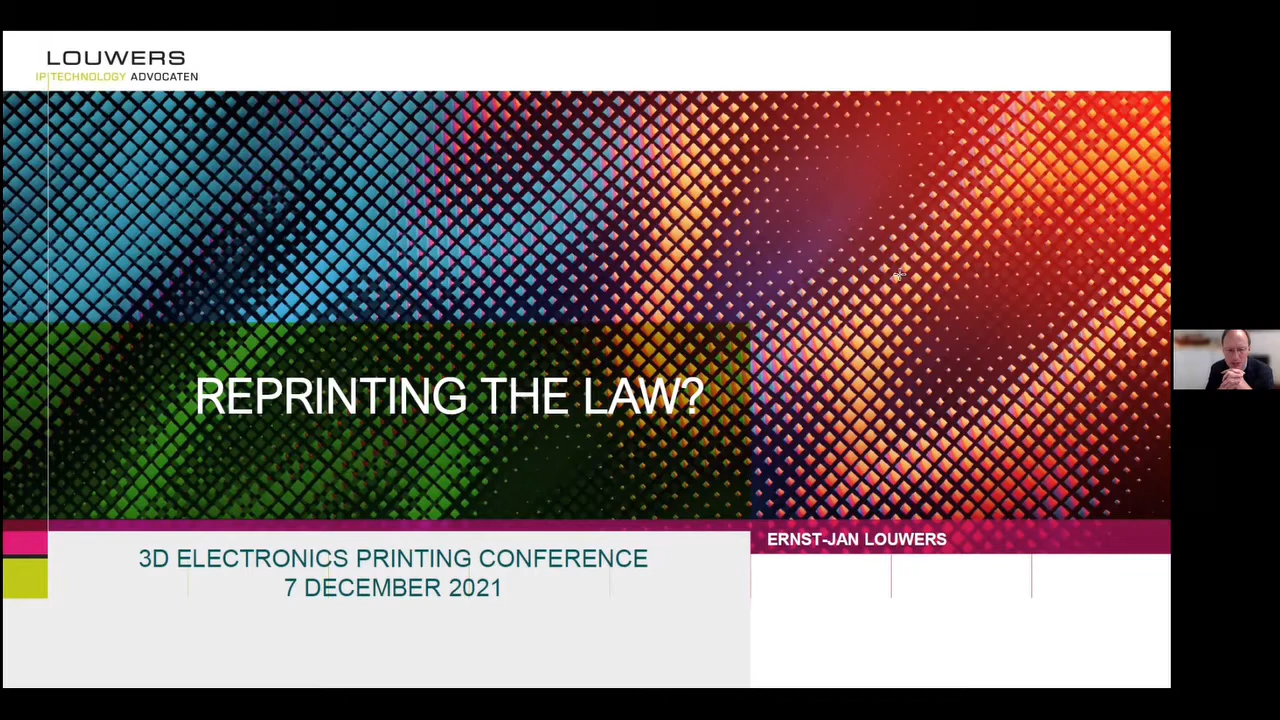 LOUWERS
IP|TECHNOLOGY ADVOCATEN
REPRINTING THE LAW?
ERNST-JAN LOUWERS
3D ELECTRONICS PRINTING CONFERENCE
7 DECEMBER 2021